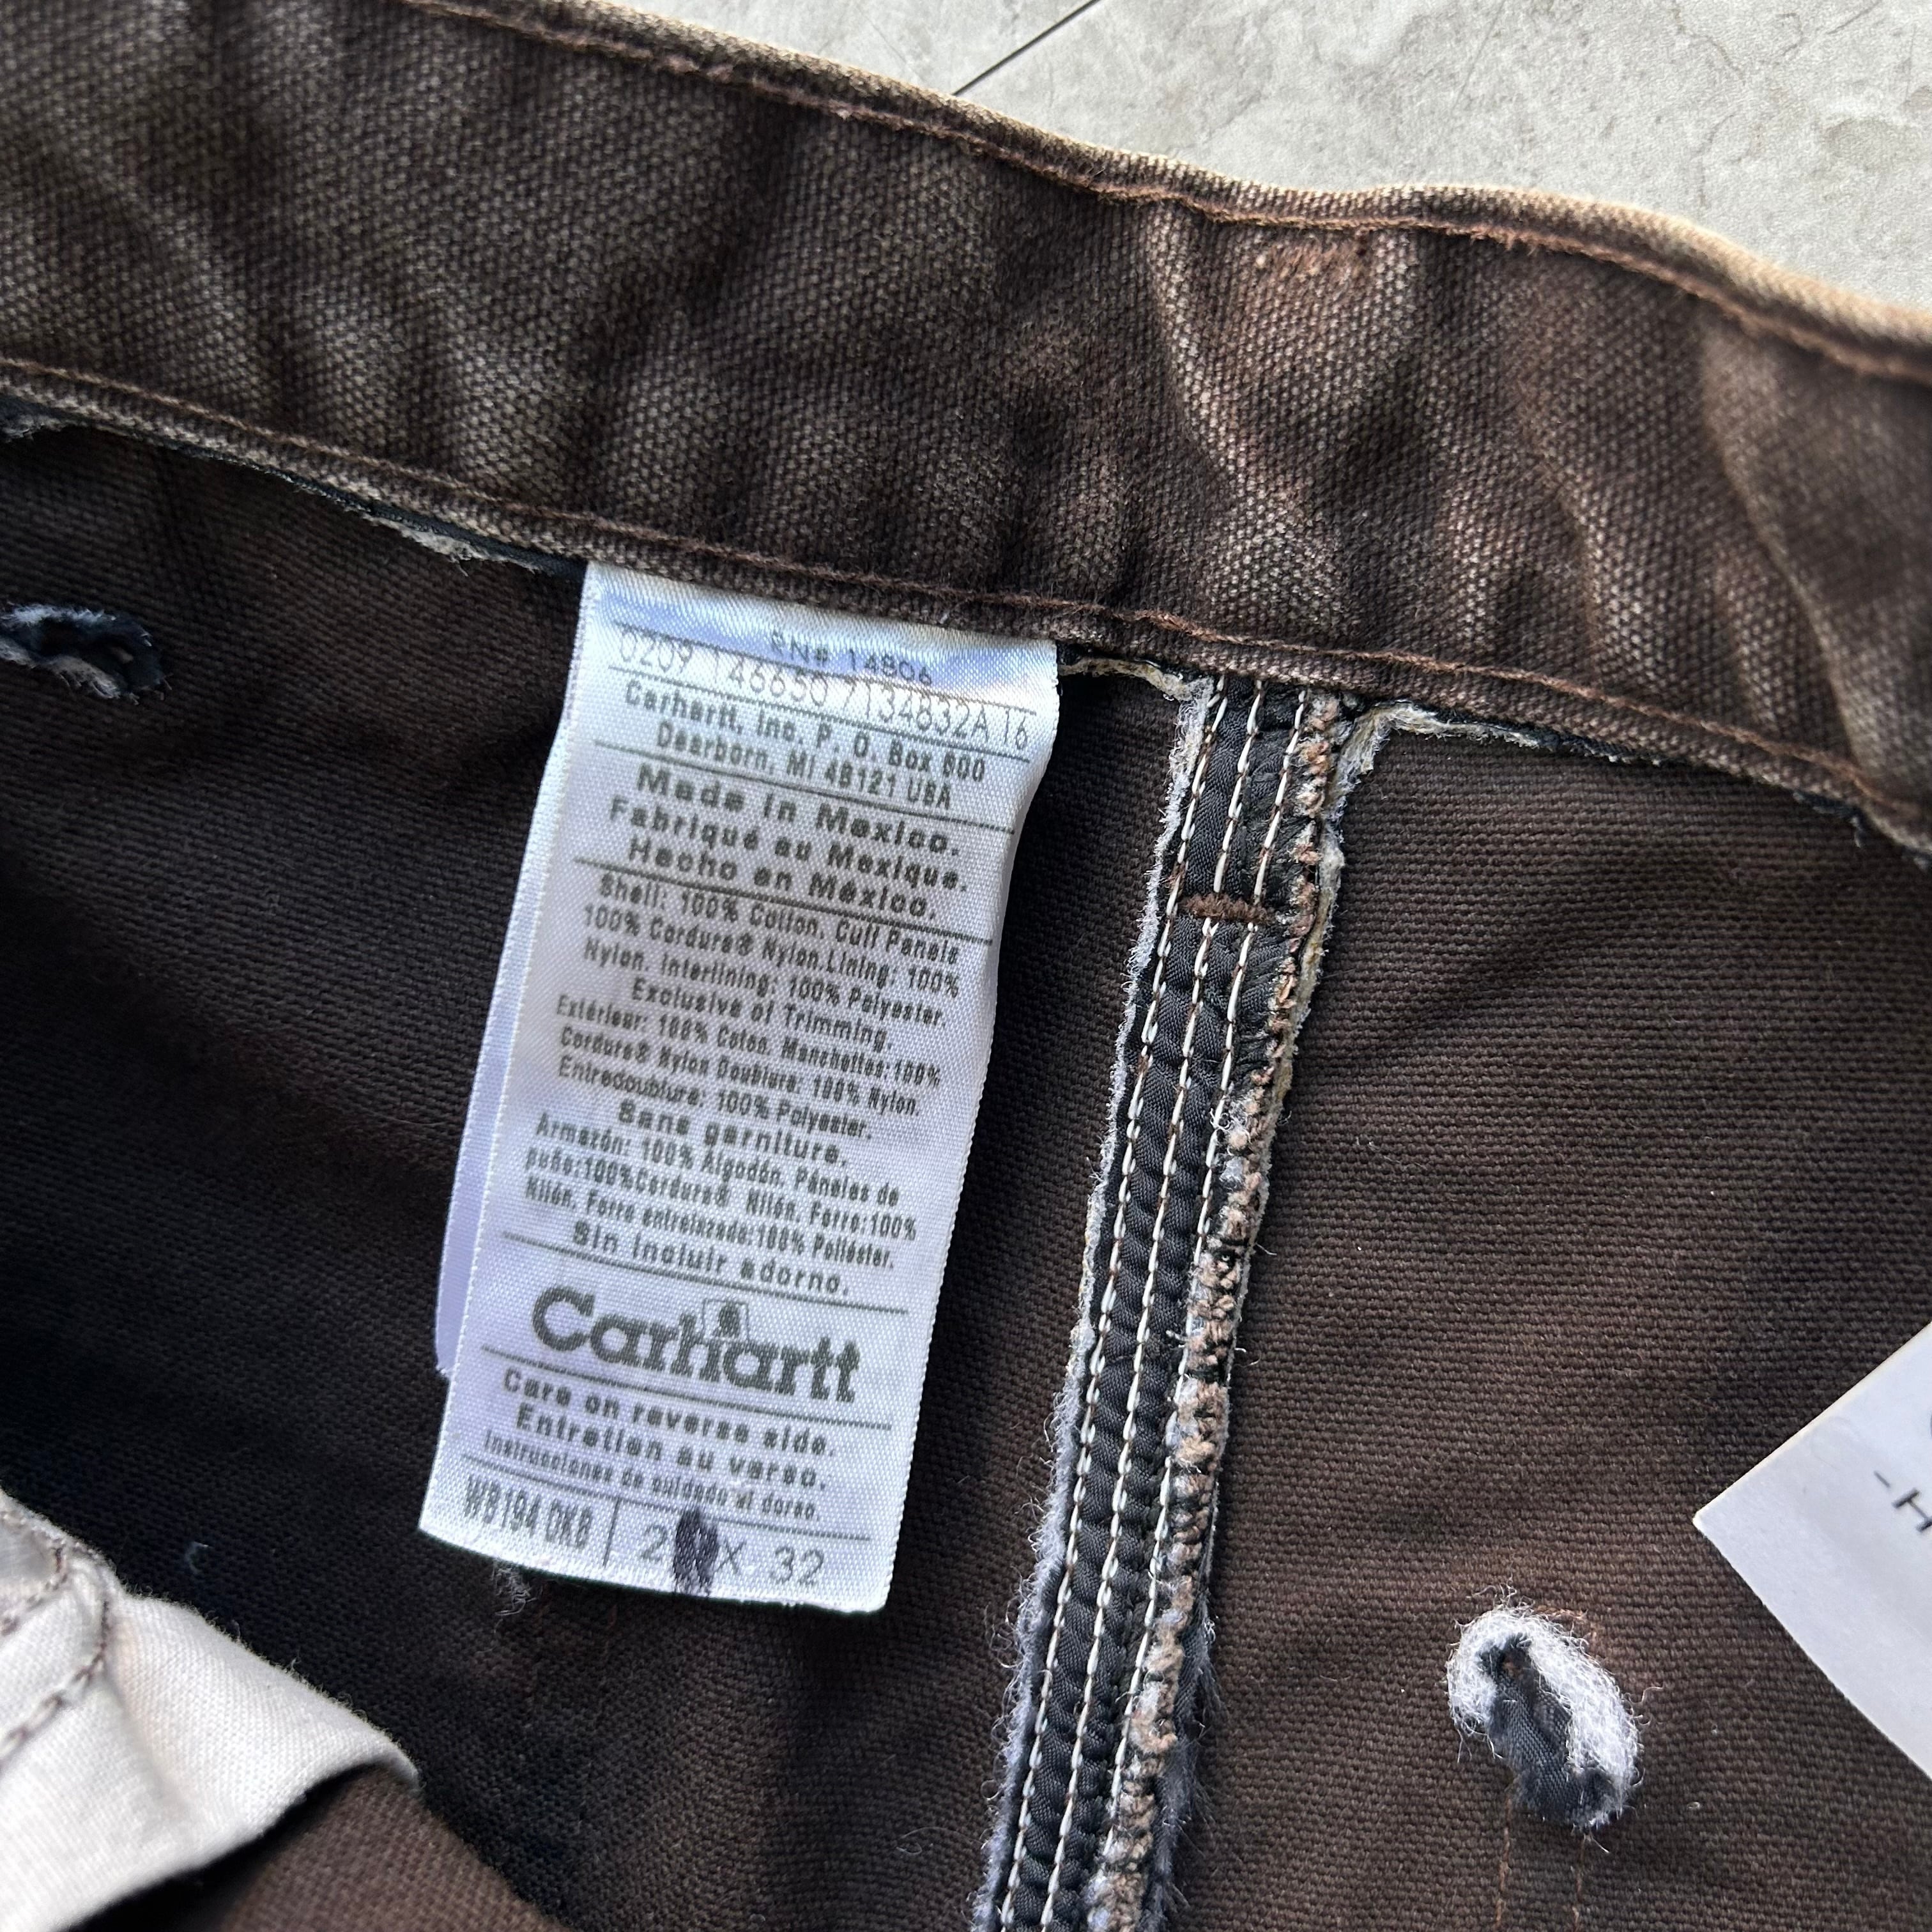 RN# 14806
0209 146650 7134832A 16
Carhartt, Inc. P. O. Box 600
Dearborn, MI 48121 USA
Made in Mexico.
Fabriqué au Mexique.
Hecho en México.
Shell: 100% Cotton. Cuff Panels
100% Cordura® Nylon.Lining: 100%
Nylon. Interlining: 100% Polyester.
Exclusive of Trimming.
Extérieur: 100% Coton. Manchettes:100%
Cordura® Nylon Doublure: 100% Nylon.
Entredoublure: 100% Polyester.
Sans garniture.
Armazón: 100% Algodón. Páneles de
puño:100%Cordura® Nilón. Forro:100%
Nilón. Forro entrelazado:100% Poliéster.
Sin incluir adorno.
Carhartt
Care on reverse side.
Entretien au verso.
Instrucciones de cuidado al dorso.
WB194 DKB 2 X 32
-H